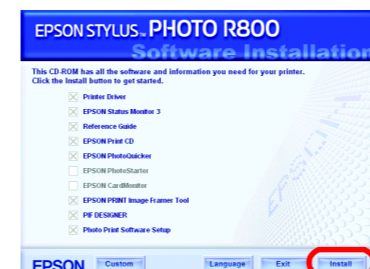 EPSON STYLUS™ PHOTO R800
Software Installation
This CD-ROM has all the software and information you need for your printer.
Click the Install button to get started.
Printer Driver
EPSON Status Monitor 3
Reference Guide
EPSON Print CD
EPSON PhotoQuicker
EPSON PhotoStarter
EPSON CardMonitor
EPSON PRINT Image Framer Tool
PIF DESIGNER
Photo Print Software Setup
EPSON Custom Language Exit Install